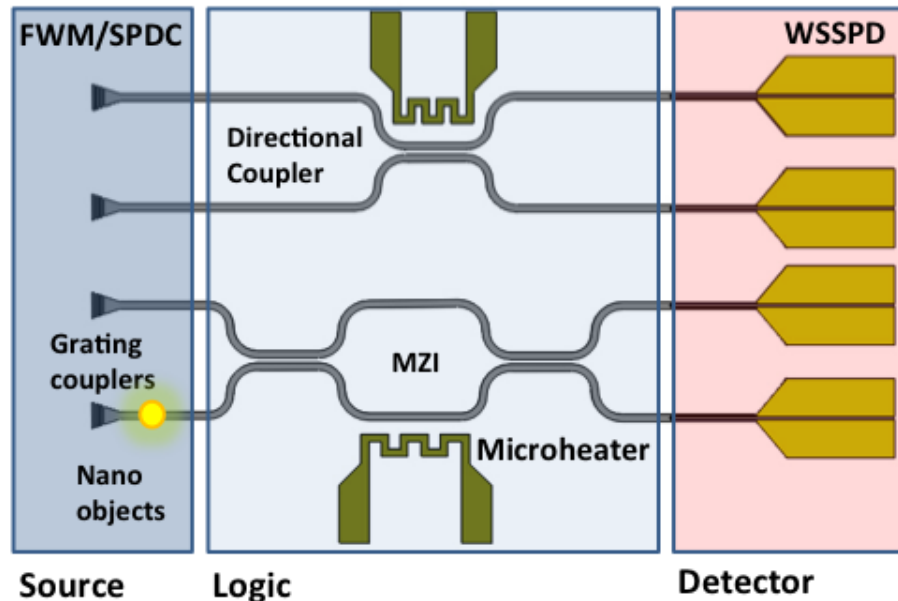 FWM/SPDC
WSSPD
Directional
Coupler
Grating
couplers
MZI
Microheater
Nano
objects
Source
Logic
Detector